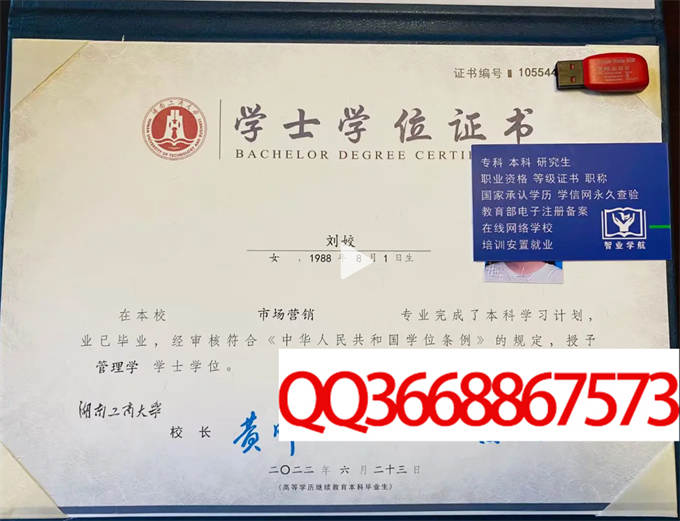 证书编号 10554
学士学位证书
BACHELOR DEGREE CERTI
专科 本科 研究生
职业资格 等级证书 职称
国家承认学历 学信网永久查验
教育部电子注册备案
在线网络学校
培训安置就业
智业学航
刘姣
女 ，1988 年 8 月 1 日生
在本校 市场营销 专业完成了本科学习计划，
业已毕业，经审核符合《中华人民共和国学位条例》的规定，授予
管理学 学士学位。
湖南工商大学
校长
QQ3668867573
二〇二二年 六 月 二十三 日
（高等学历继续教育本科毕业生）